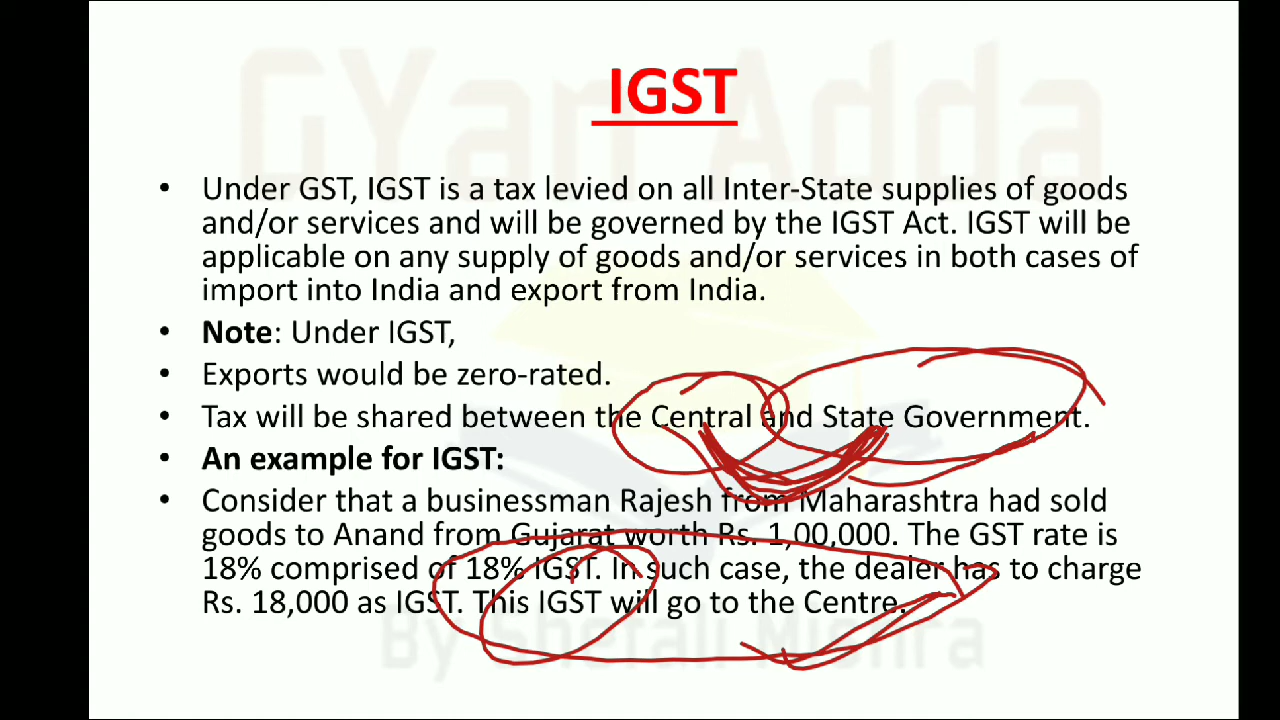 GYan Adda
IGST
• Under GST, IGST is a tax levied on all Inter-State supplies of goods
and/or services and will be governed by the IGST Act. IGST will be
applicable on any supply of goods and/or services in both cases of
import into India and export from India.
• Note: Under IGST,
• Exports would be zero-rated.
• Tax will be shared between the Central and State Government.
• An example for IGST:
• Consider that a businessman Rajesh from Maharashtra had sold
goods to Anand from Gujarat worth Rs. 1,00,000. The GST rate is
18% comprised of 18% IGST. In such case, the dealer has to charge
Rs. 18,000 as IGST. This IGST will go to the Centre.
By Shefali Mishra